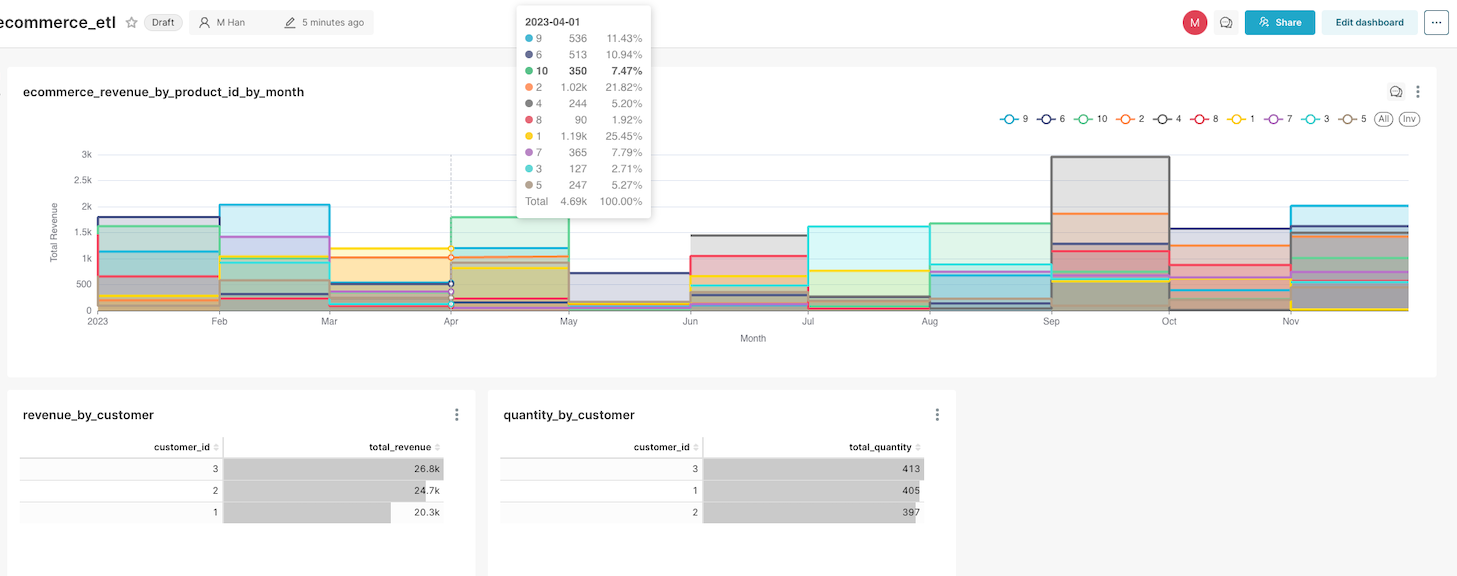 ecommerce_etl Draft M Han 5 minutes ago M Share Edit dashboard ...
2023-04-01
9 536 11.43%
6 513 10.94%
10 350 7.47%
2 1.02k 21.82%
4 244 5.20%
8 90 1.92%
1 1.19k 25.45%
7 365 7.79%
3 127 2.71%
5 247 5.27%
Total 4.69k 100.00%
ecommerce_revenue_by_product_id_by_month
9 6 10 2 4 8 1 7 3 5 All Inv
Total Revenue
3k
2.5k
2k
1.5k
1k
500
0
2023 Feb Mar Apr May Jun Jul Aug Sep Oct Nov
Month
revenue_by_customer
customer_id total_revenue
3 26.8k
2 24.7k
1 20.3k
quantity_by_customer
customer_id total_quantity
3 413
1 405
2 397